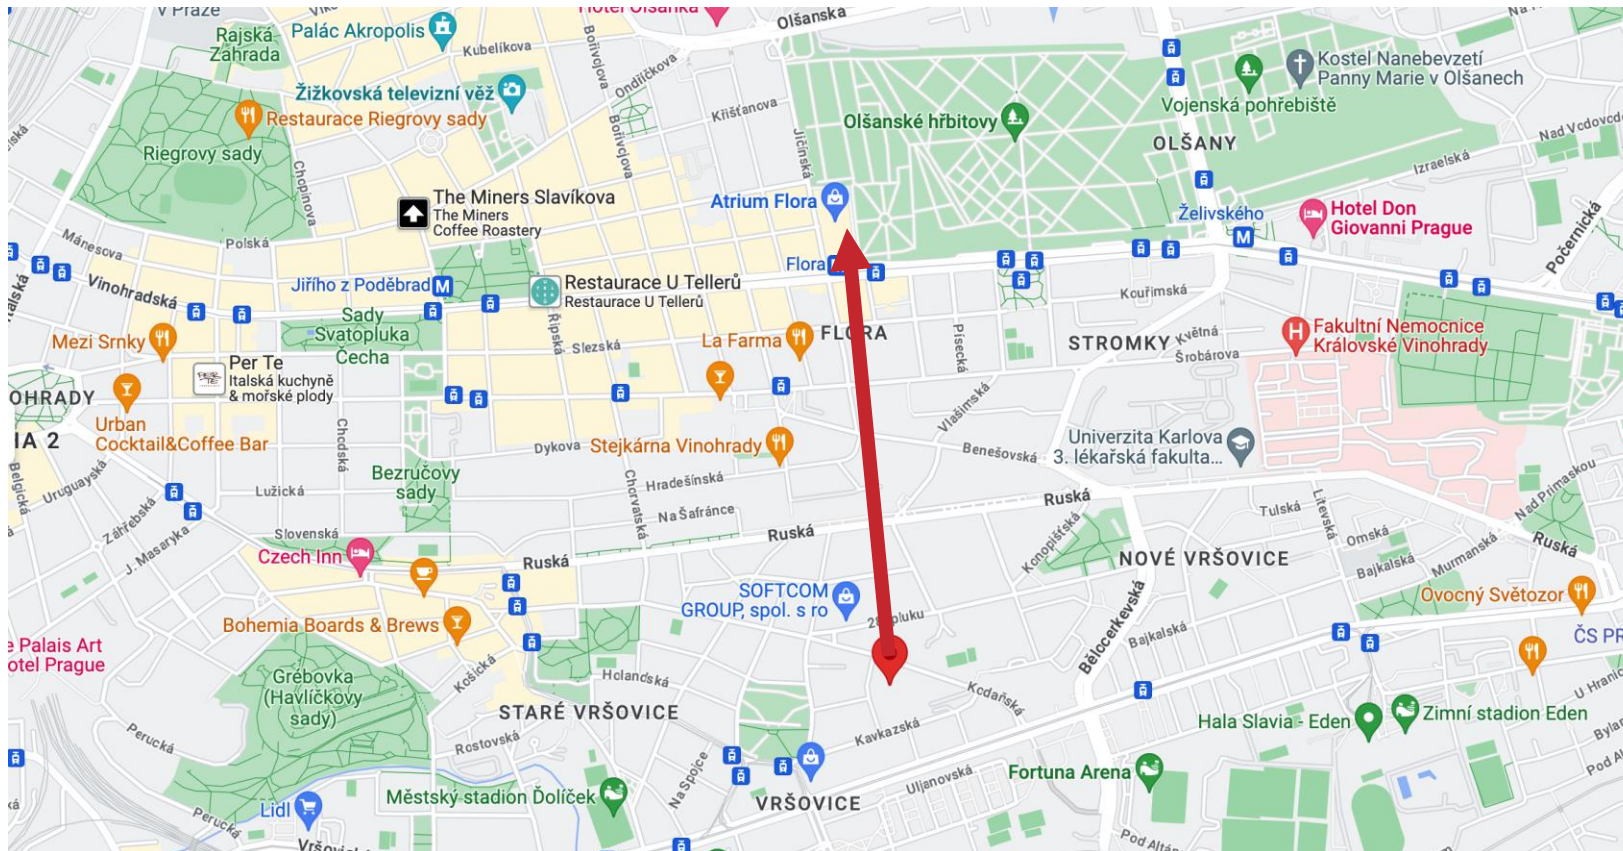 v Praze
Rajská
Zahrada
Palác Akropolis
Kubelíkova
Bořivojova
Ondříčkova
Olšanska
Žižkovská televizní věž
Restaurace Riegrovy sady
Křišťanova
Bořivojova
Jičínská
Olšanské hřbitovy
Kostel Nanebevzetí
Panny Marie v Olšanech
Vojenská pohřebiště
OLŠANY
Nad Vodovodem
Izraelská
Riegrovy sady
Chopinova
The Miners Slavíkova
The Miners
Coffee Roastery
Atrium Flora
Želivského
Hotel Don
Giovanni Prague
Počernická
Mánesova
Polská
Vinohradská
Jiřího z Poděbrad
Restaurace U Tellerů
Restaurace U Tellerů
Flora
Kouřimská
Sady
Svatopluka
Čecha
Řipská
Slezská
La Farma
FLORA
Písecká
STROMKY
Květná
Šrobárova
Fakultní Nemocnice
Královské Vinohrady
Mezi Srnky
Per Te
Italská kuchyně
& mořské plody
OHRADY
IA 2
Urban
Cocktail&Coffee Bar
Chodská
Dykova
Stejkárna Vinohrady
Vlašimská
Benešovská
Univerzita Karlova
3. lékařská fakulta...
Belgická
Uruguayská
Bezručovy
sady
Lužická
Chorvatská
Hradešínská
Na Šafránce
Ruská
Ruská
Tulská
Litevská
Nad Primaskou
Záhřebská
J. Masaryka
Slovenská
Czech Inn
Ruská
Konopišťská
NOVÉ VRŠOVICE
Omská
Bajkalská
Murmanská
Ruská
SOFTCOM
GROUP, spol. s ro
pluku
Ovocný Světozor
Bohemia Boards & Brews
e Palais Art
otel Prague
Grébovka
(Havlíčkovy
sady)
Košická
Holandská
Bělocerkevská
Bajkalská
ČS PR
Kodaňská
U Hranic
STARÉ VRŠOVICE
Rostovská
Perucká
Kavkazská
Hala Slavia - Eden
Zimní stadion Eden
Na Spojce
Uljanovská
Fortuna Arena
Městský stadion Ďolíček
VRŠOVICE
Lidl
Perucká
Pod Altán